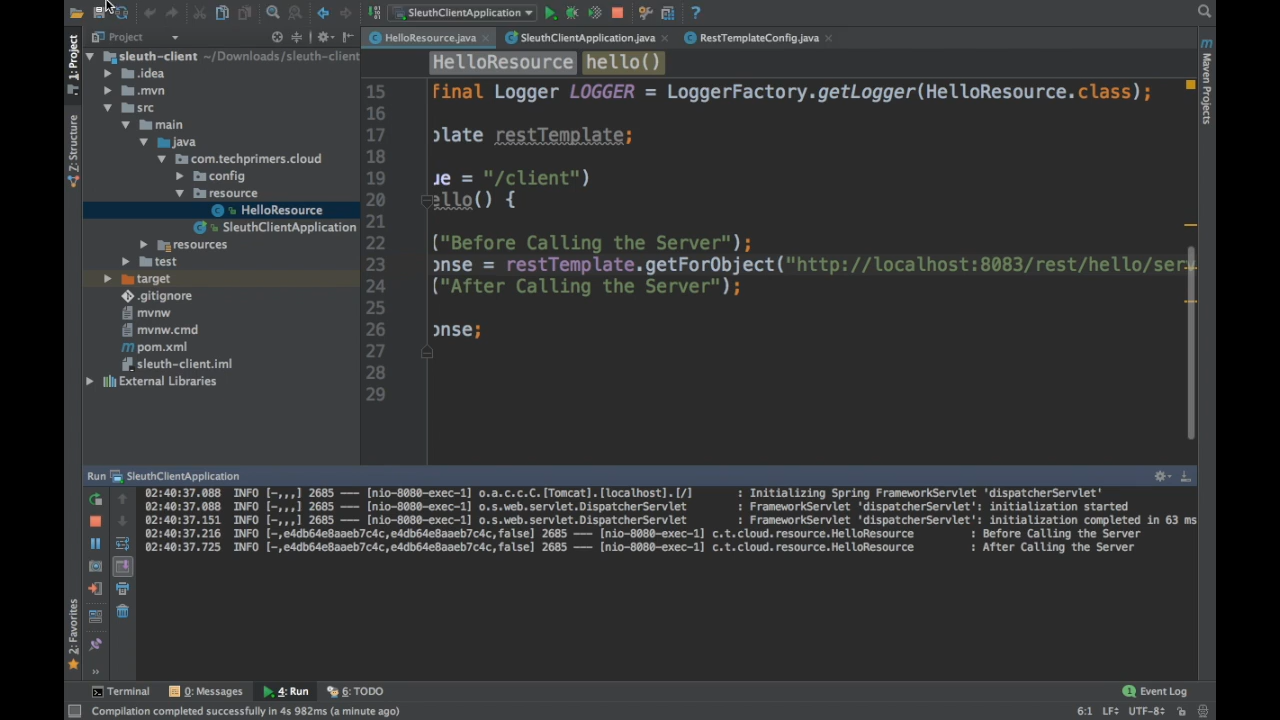 SleuthClientApplication
Project
HelloResource.java
SleuthClientApplication.java
RestTemplateConfig.java
1: Project
Z: Structure
2: Favorites
Maven Projects
sleuth-client ~/Downloads/sleuth-client
.idea
.mvn
src
main
java
com.techprimers.cloud
config
resource
HelloResource
SleuthClientApplication
resources
test
target
.gitignore
mvnw
mvnw.cmd
pom.xml
sleuth-client.iml
External Libraries
HelloResource hello()
15 final Logger LOGGER = LoggerFactory.getLogger(HelloResource.class);
16
17 plate restTemplate;
18
19 ue = "/client")
20 ello() {
21
22 ("Before Calling the Server");
23 onse = restTemplate.getForObject("http://localhost:8083/rest/hello/serv
24 ("After Calling the Server");
25
26 onse;
27
28
29
Run SleuthClientApplication
02:40:37.088 INFO [-,,,] 2685 --- [nio-8080-exec-1] o.a.c.c.C.[Tomcat].[localhost].[/] : Initializing Spring FrameworkServlet 'dispatcherServlet'
02:40:37.088 INFO [-,,,] 2685 --- [nio-8080-exec-1] o.s.web.servlet.DispatcherServlet : FrameworkServlet 'dispatcherServlet': initialization started
02:40:37.151 INFO [-,,,] 2685 --- [nio-8080-exec-1] o.s.web.servlet.DispatcherServlet : FrameworkServlet 'dispatcherServlet': initialization completed in 63 ms
02:40:37.216 INFO [-,e4db64e8aaeb7c4c,e4db64e8aaeb7c4c,false] 2685 --- [nio-8080-exec-1] c.t.cloud.resource.HelloResource : Before Calling the Server
02:40:37.725 INFO [-,e4db64e8aaeb7c4c,e4db64e8aaeb7c4c,false] 2685 --- [nio-8080-exec-1] c.t.cloud.resource.HelloResource : After Calling the Server
Terminal
0: Messages
4: Run
6: TODO
1 Event Log
Compilation completed successfully in 4s 982ms (a minute ago)
6:1 LF UTF-8